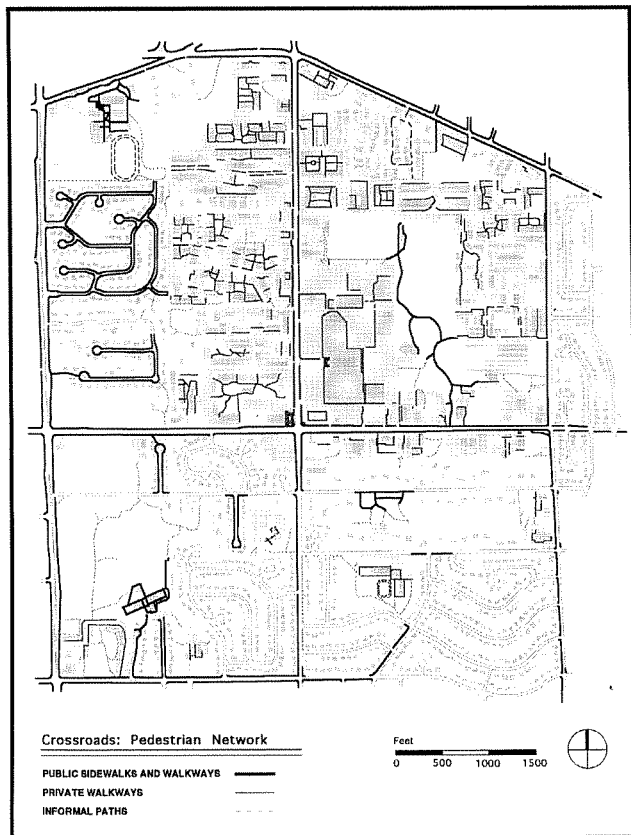 Crossroads: Pedestrian Network
PUBLIC SIDEWALKS AND WALKWAYS
PRIVATE WALKWAYS
INFORMAL PATHS
Feet
0 500 1000 1500